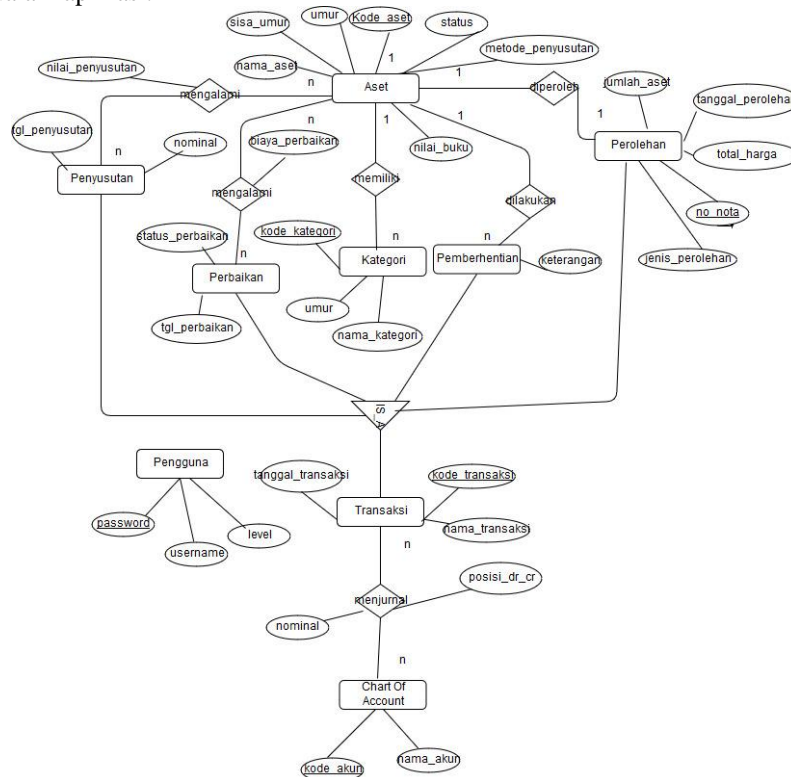 sisa_umur
umur
Kode_aset
status
metode_penyusutan
nilai_penyusutan
nama_aset
1
1
Aset
diperoleh
jumlah_aset
tanggal_perolehan
mengalami
n
n
1
1
1
tgl_penyusutan
nominal
n
biaya_perbaikan
nilai_buku
Perolehan
total_harga
Penyusutan
mengalami
memiliki
dilakukan
no_nota
status_perbaikan
kode_kategori
n
n
n
jenis_perolehan
Perbaikan
Kategori
Pemberhentian
keterangan
tgl_perbaikan
umur
nama_kategori
IS_A
Pengguna
tanggal_transaksi
kode_transaksi
password
username
level
Transaksi
nama_transaksi
n
menjurnal
posisi_dr_cr
nominal
n
Chart Of
Account
kode_akun
nama_akun